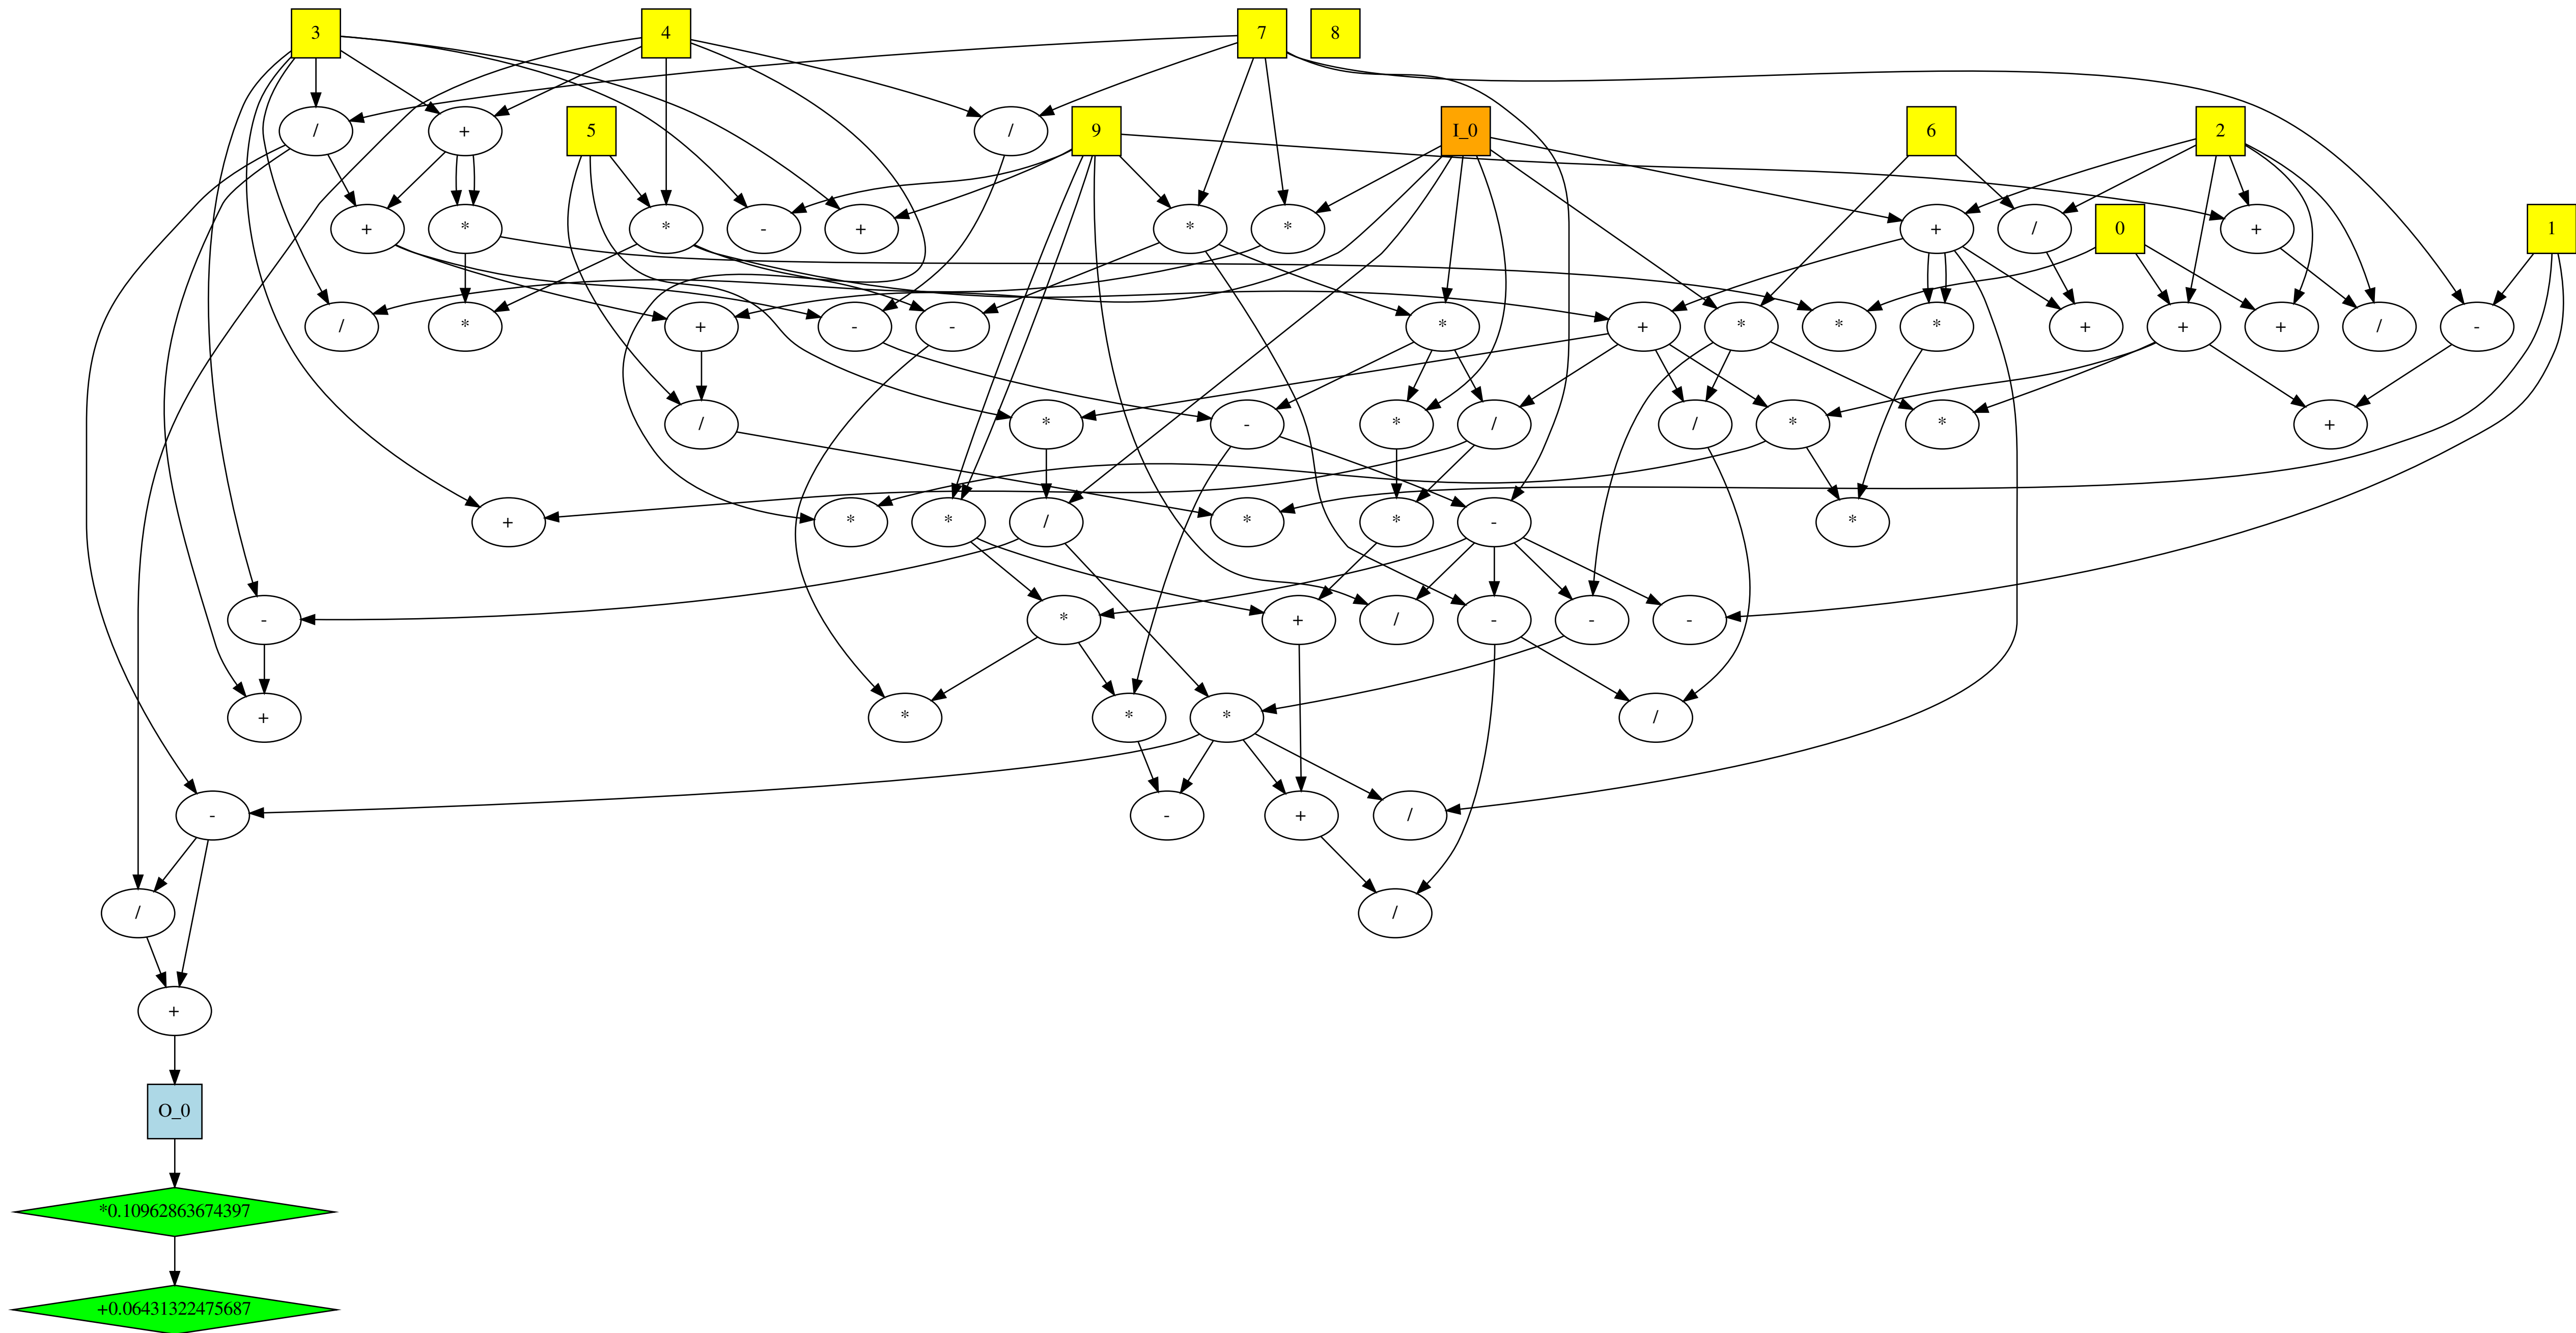 3 4 7 8
/ + 5 / 9 I_0 6 2
+ * * - + * * + / 0 + 1
/ * + - - * + * * * + + + / -
/ * - * / / * * +
+ * * / * * - *
- * + / - - -
+ * * * /
- - + /
/ /
+
O_0
*0.10962863674397
+0.06431322475687